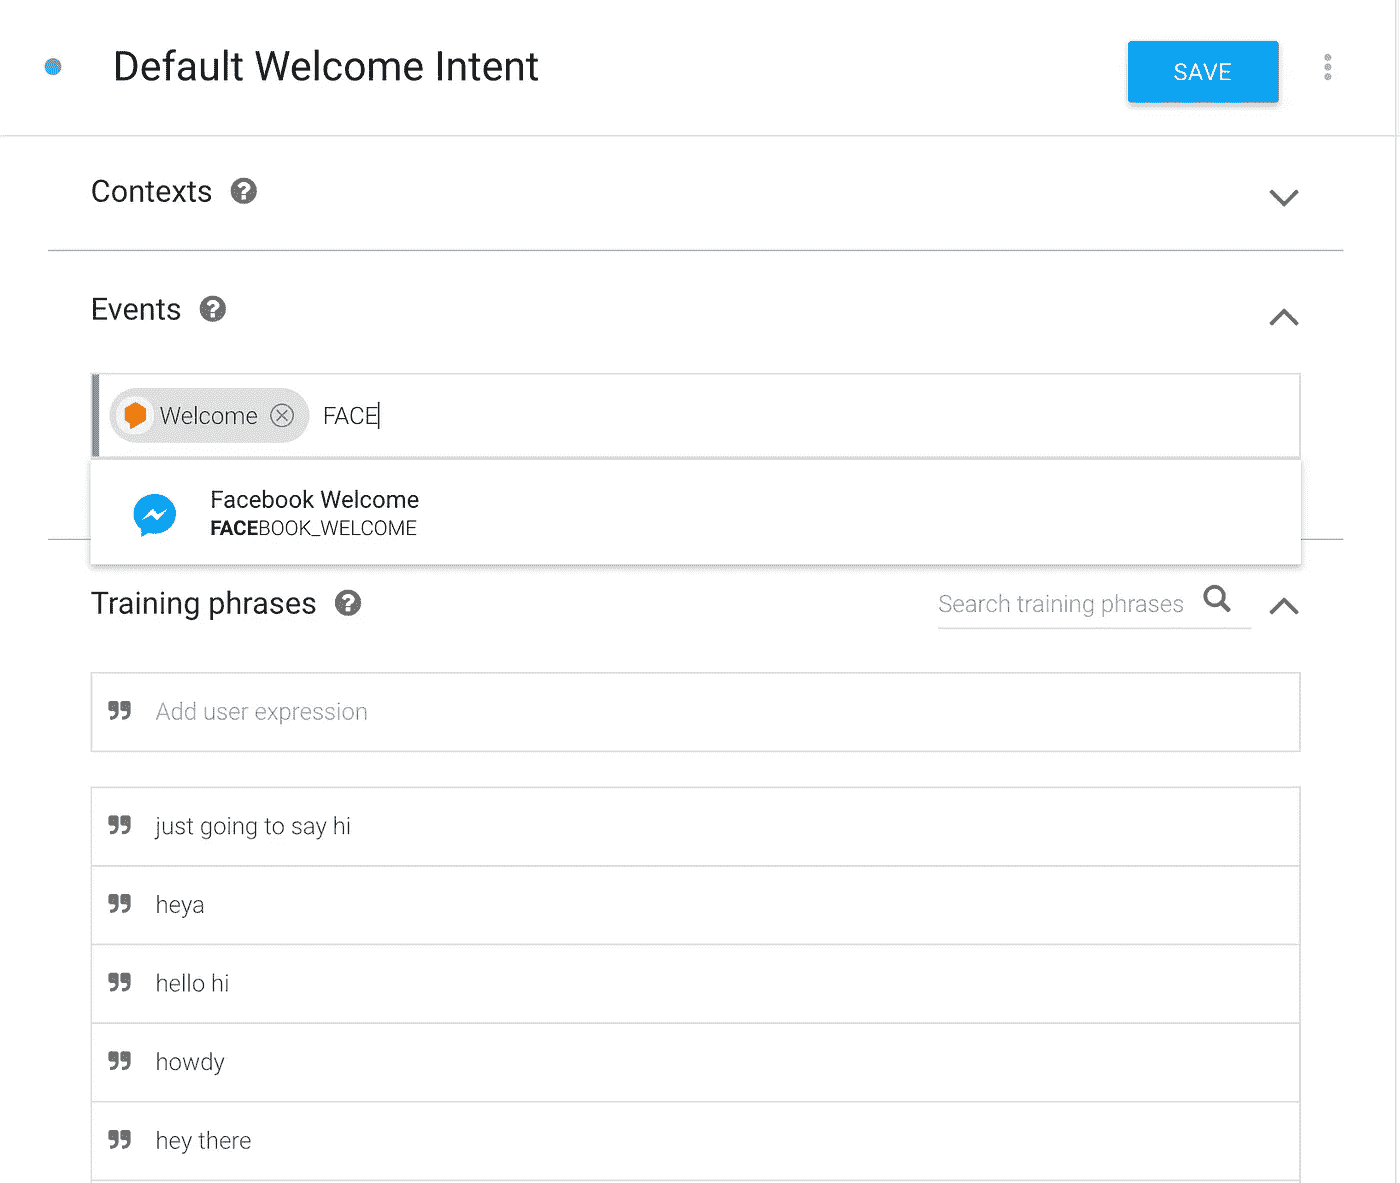 Default Welcome Intent
SAVE
Contexts ?
Events ?
Welcome FACE
Facebook Welcome
FACEBOOK_WELCOME
Training phrases ?
Search training phrases
Add user expression
just going to say hi
heya
hello hi
howdy
hey there